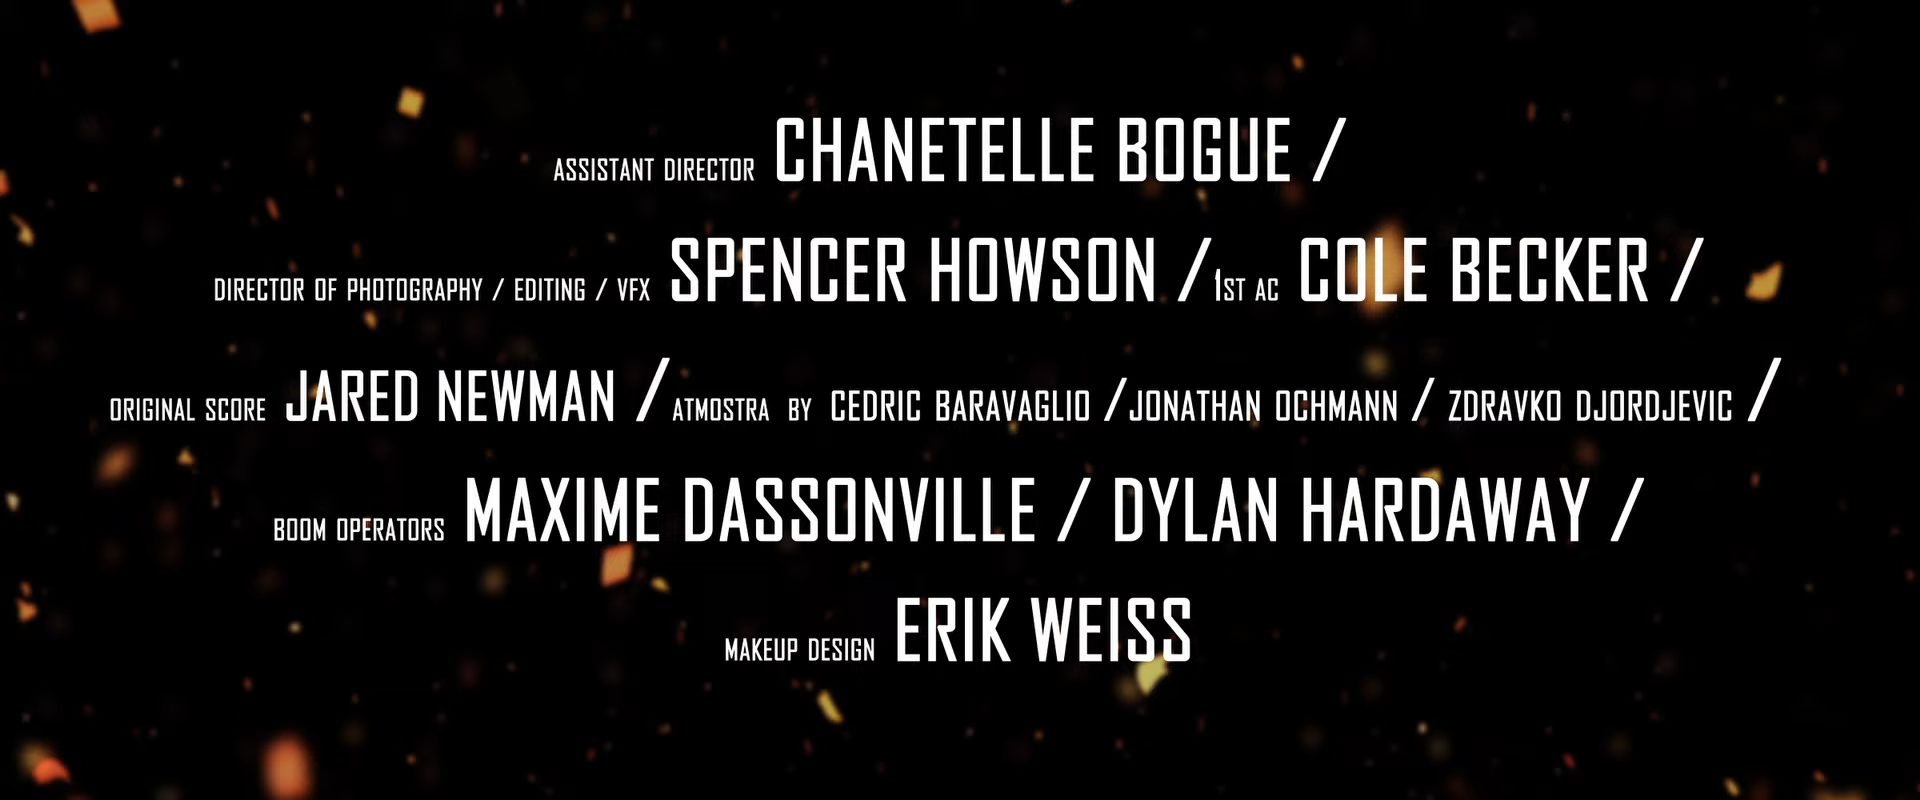 ASSISTANT DIRECTOR CHANETELLE BOGUE /
DIRECTOR OF PHOTOGRAPHY / EDITING / VFX SPENCER HOWSON / 1ST AC COLE BECKER /
ORIGINAL SCORE JARED NEWMAN / ATMOSTRA BY CEDRIC BARAVAGLIO / JONATHAN OCHMANN / ZDRAVKO DJORDJEVIC /
BOOM OPERATORS MAXIME DASSONVILLE / DYLAN HARDAWAY /
MAKEUP DESIGN ERIK WEISS